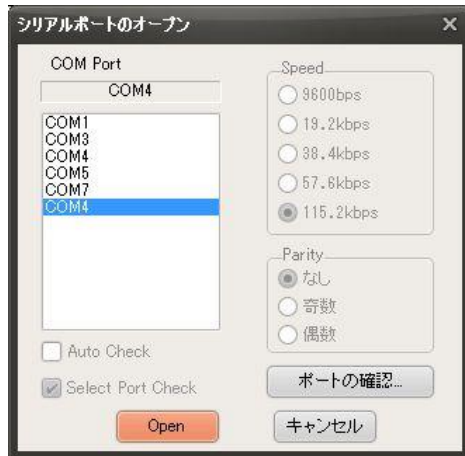 シリアルポートのオープン
COM Port
COM4
COM1
COM3
COM4
COM5
COM7
COM4
Auto Check
Select Port Check
Open
Speed
9600bps
19.2kbps
38.4kbps
57.6kbps
115.2kbps
Parity
なし
奇数
偶数
ポートの確認...
キャンセル